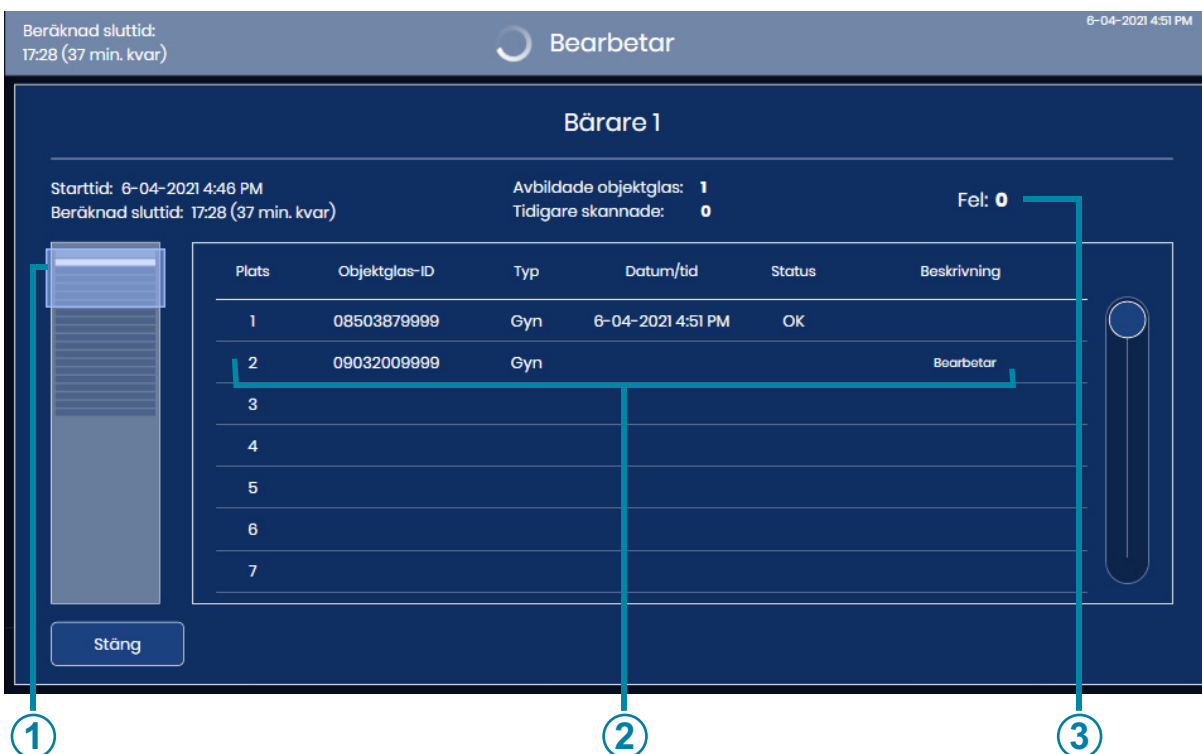 Beräknad sluttid:
17:28 (37 min. kvar)
Bearbetar
6-04-2021 4:51 PM
Bärare 1
Starttid: 6-04-2021 4:46 PM
Beräknad sluttid: 17:28 (37 min. kvar)
Avbildade objektglas: 1
Tidigare skannade: 0
Fel: 0
Plats Objektglas-ID Typ Datum/tid Status Beskrivning
1 08503879999 Gyn 6-04-2021 4:51 PM OK
2 09032009999 Gyn Bearbetar
3
4
5
6
7
Stäng
1 2 3